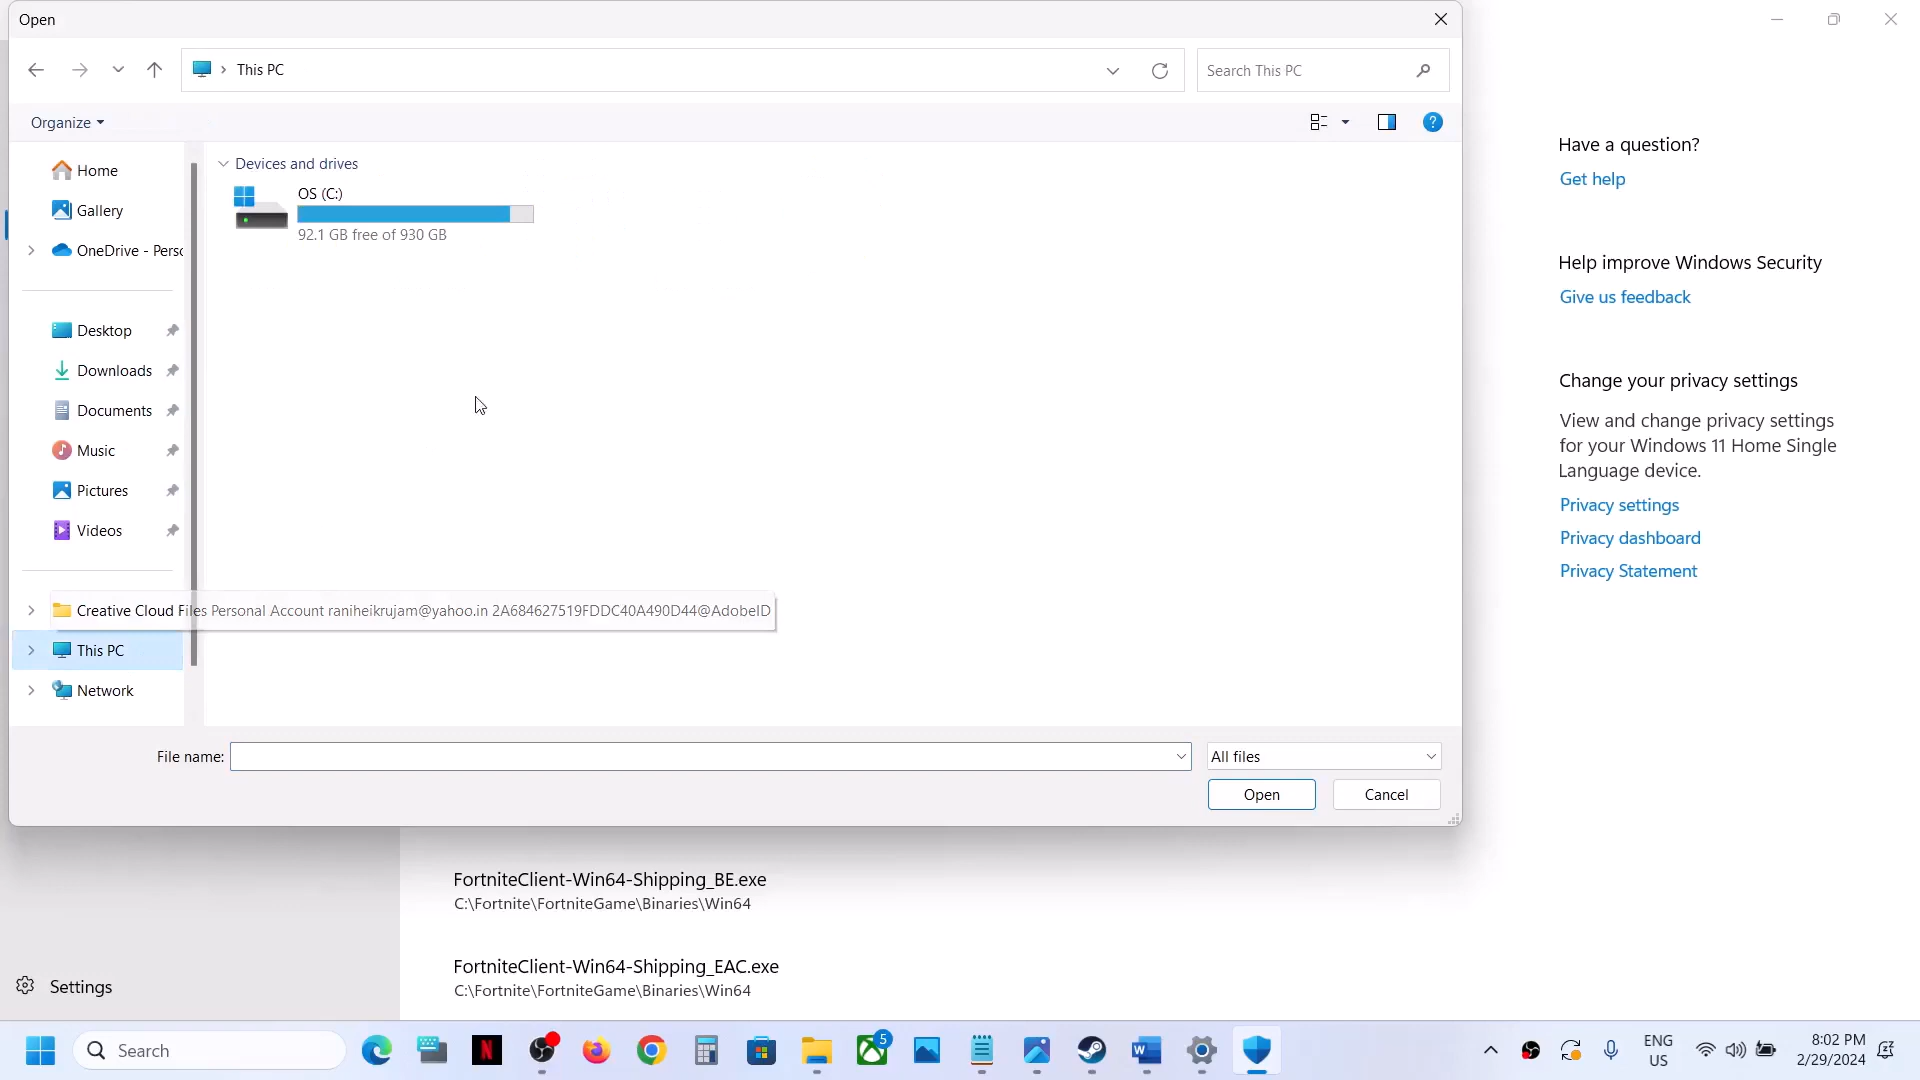 Open
This PC
Search This PC
Organize
Home
Gallery
OneDrive - Perso
Desktop
Downloads
Documents
Music
Pictures
Videos
Creative Cloud Files Personal Account raniheikrujam@yahoo.in 2A684627519FDDC40A490D44@AdobeID
This PC
Network
Devices and drives
OS (C:)
92.1 GB free of 930 GB
File name:
All files
Open
Cancel
Have a question?
Get help
Help improve Windows Security
Give us feedback
Change your privacy settings
View and change privacy settings
for your Windows 11 Home Single
Language device.
Privacy settings
Privacy dashboard
Privacy Statement
FortniteClient-Win64-Shipping_BE.exe
C:\Fortnite\FortniteGame\Binaries\Win64
FortniteClient-Win64-Shipping_EAC.exe
C:\Fortnite\FortniteGame\Binaries\Win64
Settings
Search
5
ENG
US
8:02 PM
2/29/2024